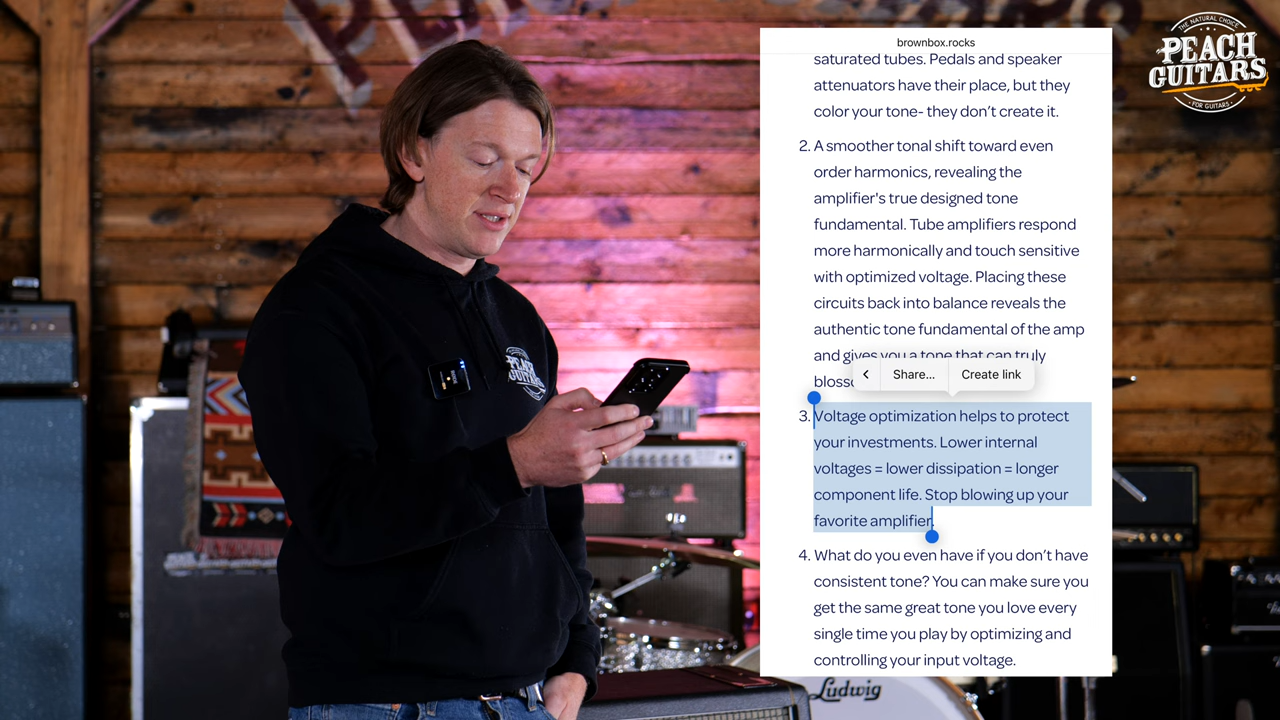 brownbox.rocks
saturated tubes. Pedals and speaker
attenuators have their place, but they
color your tone- they don’t create it.
2. A smoother tonal shift toward even
order harmonics, revealing the
amplifier's true designed tone
fundamental. Tube amplifiers respond
more harmonically and touch sensitive
with optimized voltage. Placing these
circuits back into balance reveals the
authentic tone fundamental of the amp
and gives you a tone that can truly
Share...
Create link
3. Voltage optimization helps to protect
your investments. Lower internal
voltages = lower dissipation = longer
component life. Stop blowing up your
favorite amplifier.
4. What do you even have if you don’t have
consistent tone? You can make sure you
get the same great tone you love every
single time you play by optimizing and
controlling your input voltage.
THE NATURAL CHOICE
PEACH
GUITARS
FOR GUITARS
PEACH
GUITARS
Ludwig